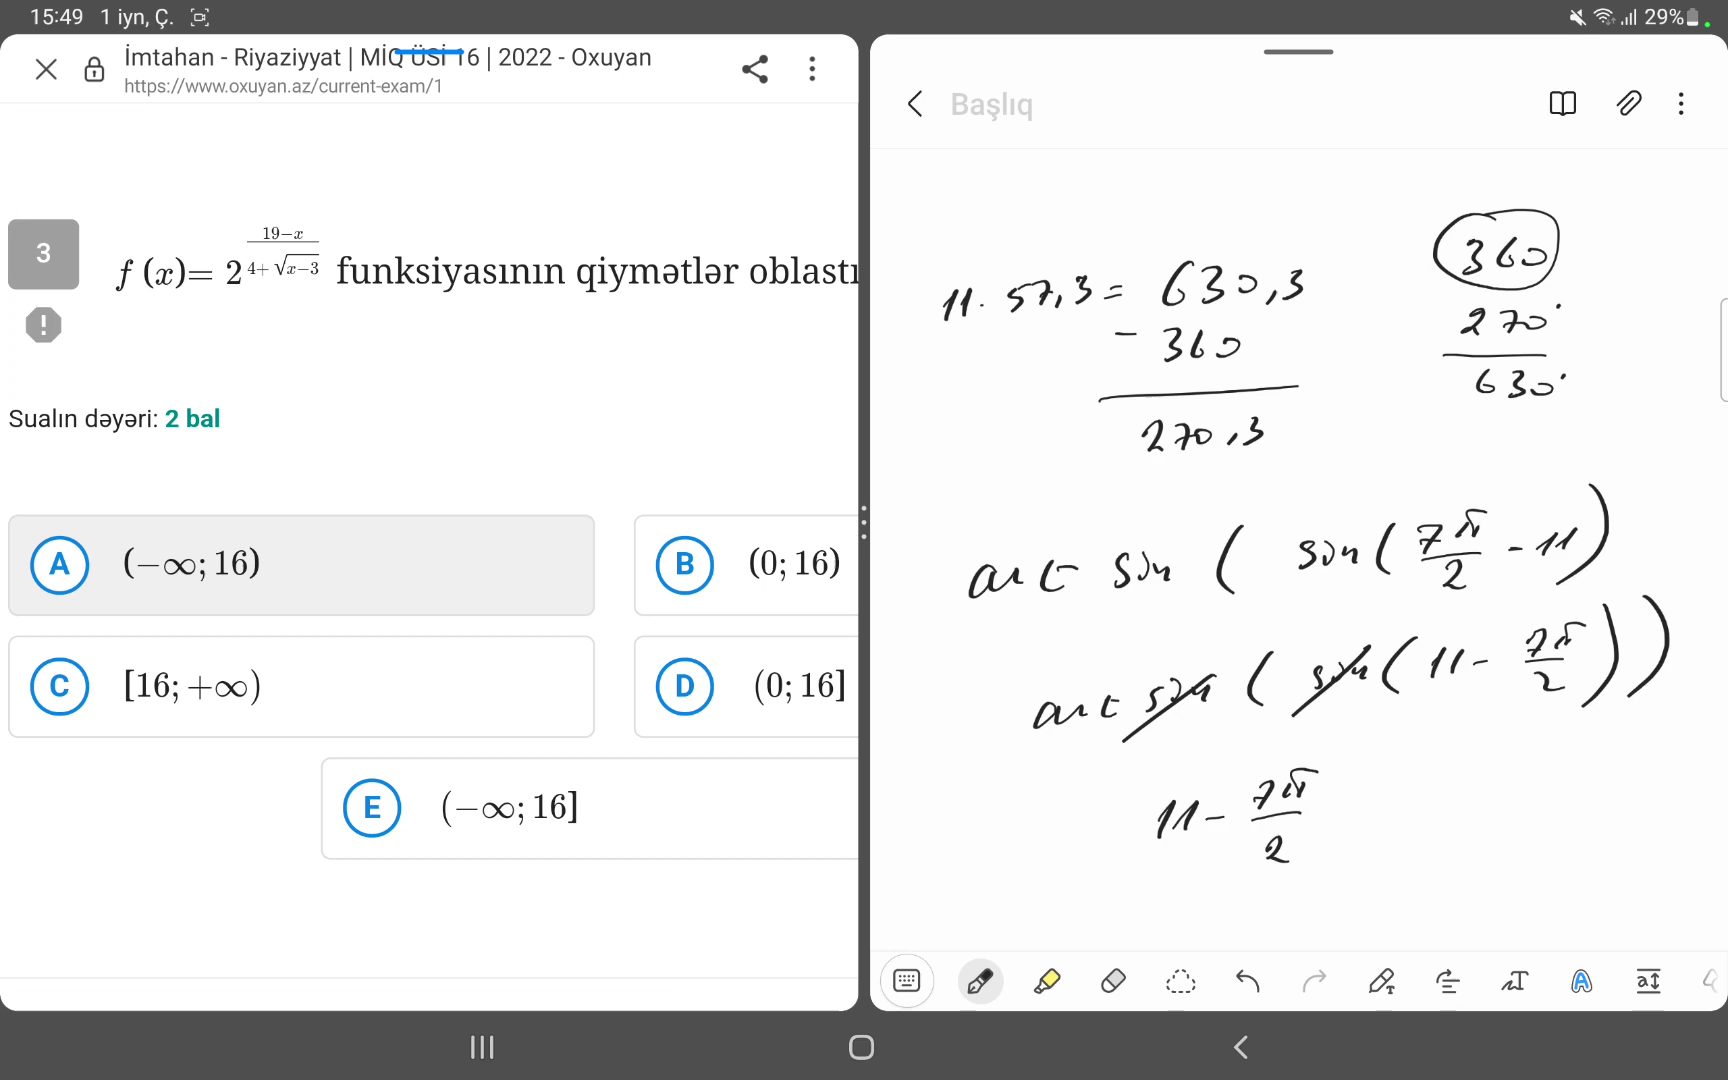 15:49 1 iyn, Ç. 29%
İmtahan - Riyaziyyat | MİQ ÜSİ 16 | 2022 - Oxuyan
https://www.oxuyan.az/current-exam/1
3 f (x)= 2^((19−x)/(4+√(x−3))) funksiyasının qiymətlər oblastı
!
Sualın dəyəri: 2 bal
A (−∞; 16)
B (0; 16)
C [16; +∞)
D (0; 16]
E (−∞; 16]
Başlıq
11 · 57,3 = 630,3
− 360
270,3
360
270°
630°
arc sin ( sin ( 7π/2 - 11)
arc sin ( sin ( 11 - 7π/2 ))
11 - 7π/2